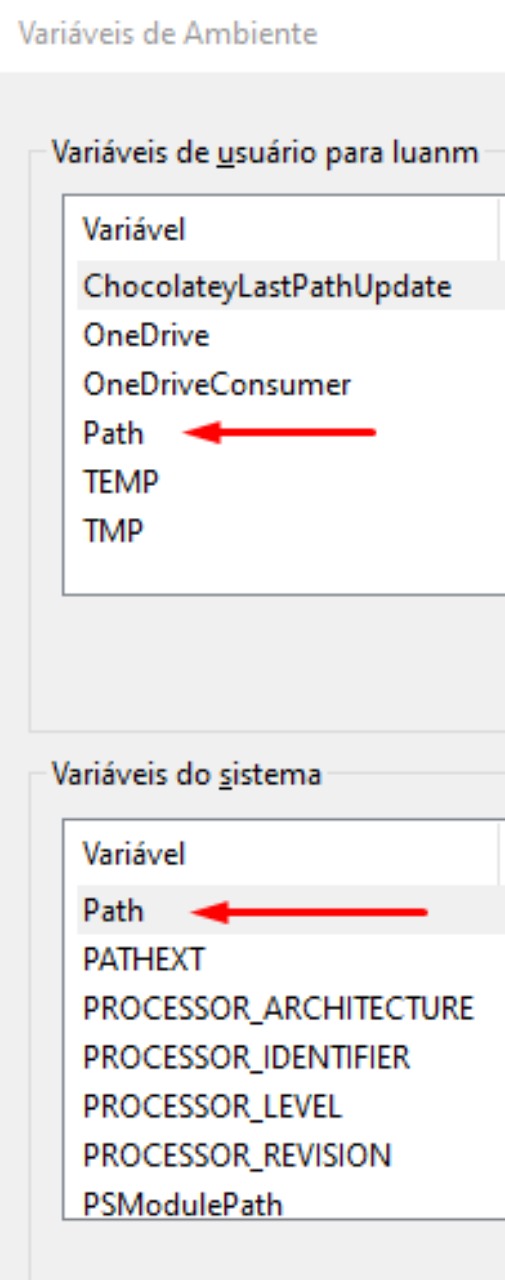 Variáveis de Ambiente
Variáveis de usuário para luanm
Variável
ChocolateyLastPathUpdate
OneDrive
OneDriveConsumer
Path
TEMP
TMP
Variáveis do sistema
Variável
Path
PATHEXT
PROCESSOR_ARCHITECTURE
PROCESSOR_IDENTIFIER
PROCESSOR_LEVEL
PROCESSOR_REVISION
PSModulePath